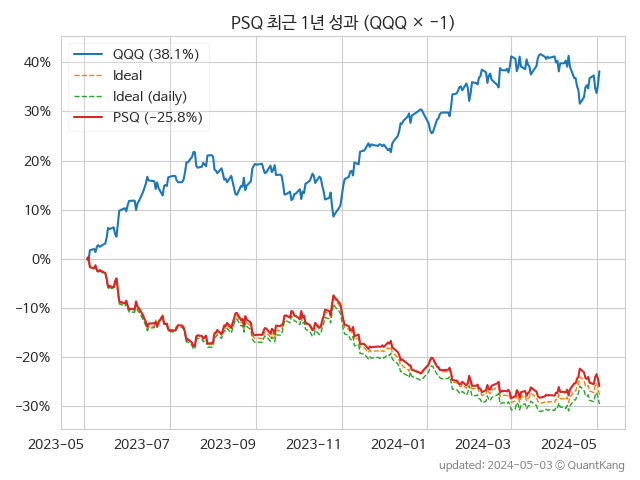 PSQ 최근 1년 성과 (QQQ × −1)
QQQ (38.1%)
Ideal
Ideal (daily)
PSQ (−25.8%)
40%
30%
20%
10%
0%
−10%
−20%
−30%
2023-05
2023-07
2023-09
2023-11
2024-01
2024-03
2024-05
updated: 2024-05-03 © QuantKang